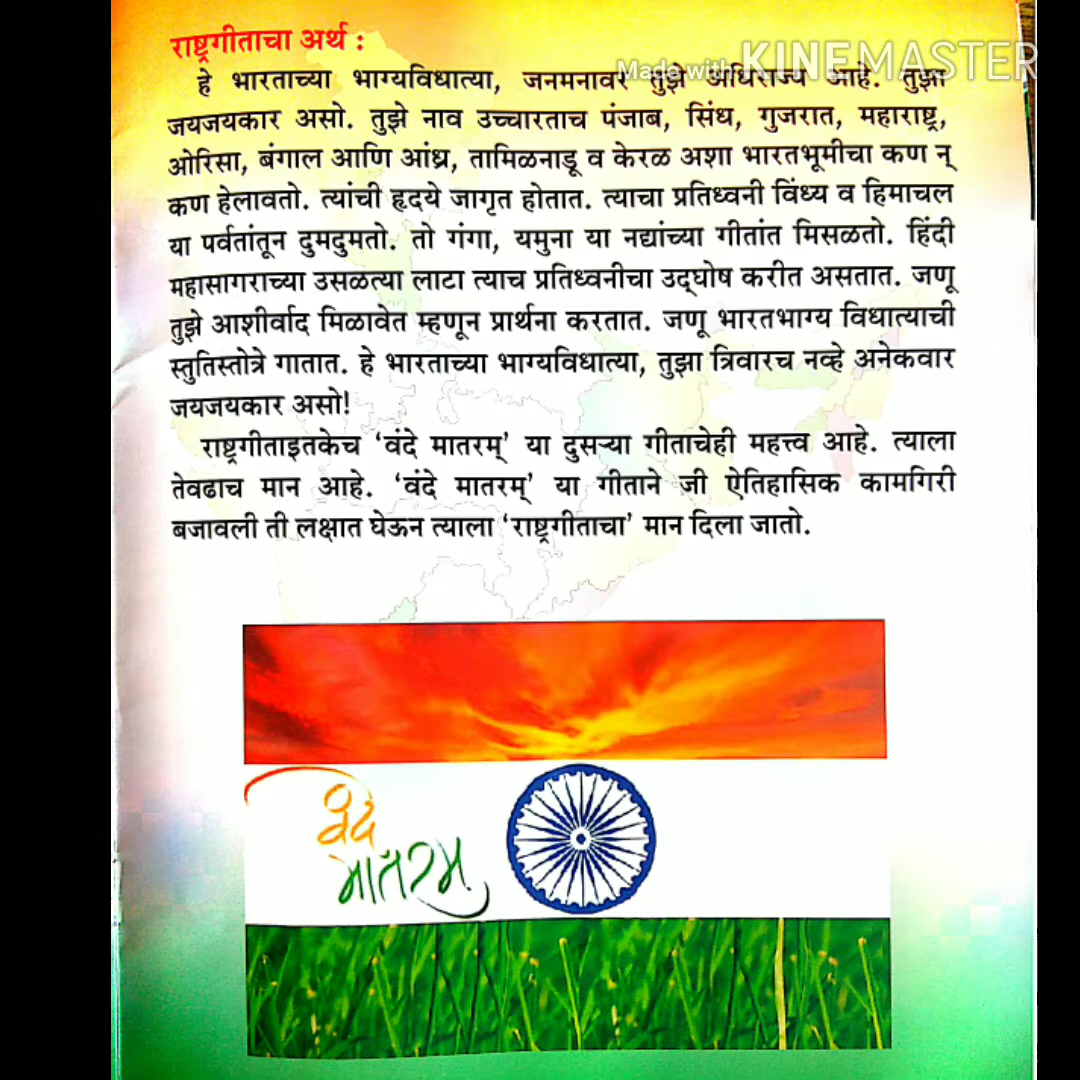 राष्ट्रगीताचा अर्थ :
Made with KINEMASTER
हे भारताच्या भाग्यविधात्या, जनमनावर तुझे अधिराज्य आहे. तुझा
जयजयकार असो. तुझे नाव उच्चारताच पंजाब, सिंध, गुजरात, महाराष्ट्र,
ओरिसा, बंगाल आणि आंध्र, तामिळनाडू व केरळ अशा भारतभूमीचा कण न्
कण हेलावतो. त्यांची हृदये जागृत होतात. त्याचा प्रतिध्वनी विंध्य व हिमाचल
या पर्वतांतून दुमदुमतो. तो गंगा, यमुना या नद्यांच्या गीतांत मिसळतो. हिंदी
महासागराच्या उसळत्या लाटा त्याच प्रतिध्वनीचा उद्‌घोष करीत असतात. जणू
तुझे आशीर्वाद मिळावेत म्हणून प्रार्थना करतात. जणू भारतभाग्य विधात्याची
स्तुतिस्तोत्रे गातात. हे भारताच्या भाग्यविधात्या, तुझा त्रिवारच नव्हे अनेकवार
जयजयकार असो!
राष्ट्रगीताइतकेच ‘वंदे मातरम्’ या दुसऱ्या गीताचेही महत्त्व आहे. त्याला
तेवढाच मान आहे. ‘वंदे मातरम्’ या गीताने जी ऐतिहासिक कामगिरी
बजावली ती लक्षात घेऊन त्याला ‘राष्ट्रगीताचा’ मान दिला जातो.
वंदे
मातरम्